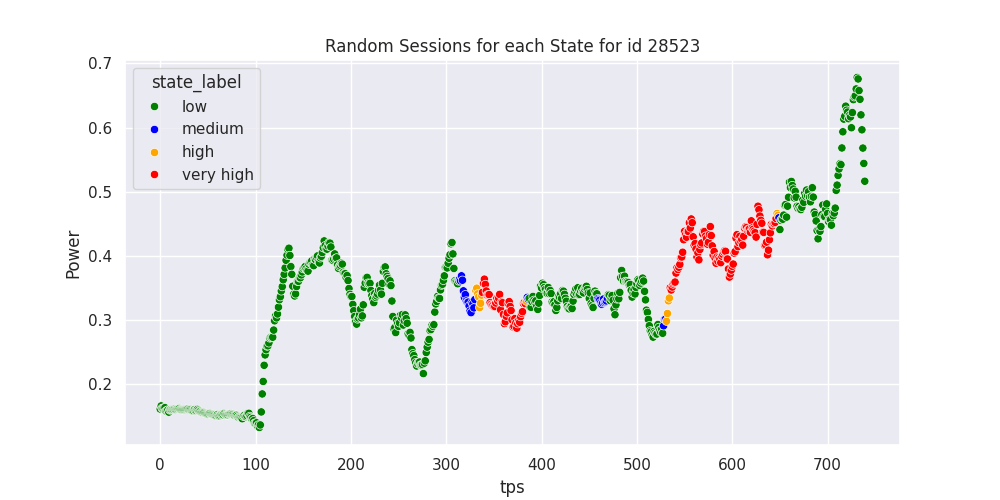 Random Sessions for each State for id 28523
state_label
low
medium
high
very high
Power
0.7
0.6
0.5
0.4
0.3
0.2
0 100 200 300 400 500 600 700
tps